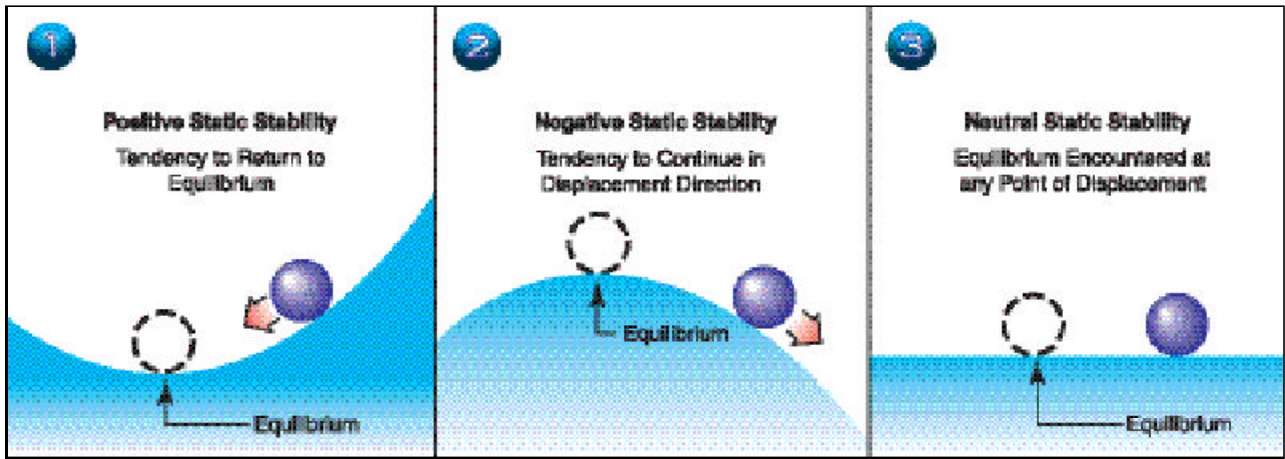 1
Positive Static Stability
Tendency to Return to
Equilibrium
Equilibrium
2
Negative Static Stability
Tendency to Continue in
Displacement Direction
Equilibrium
3
Neutral Static Stability
Equilibrium Encountered at
any Point of Displacement
Equilibrium